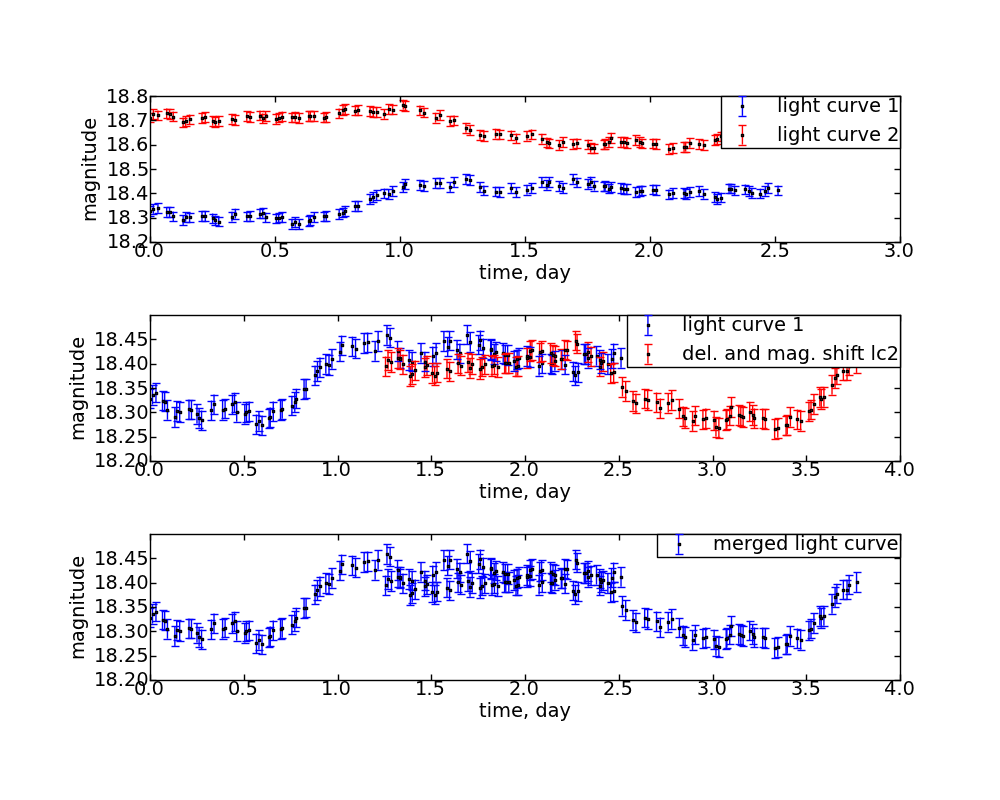 18.8
18.7
18.6
18.5
18.4
18.3
18.2
magnitude
light curve 1
light curve 2
0.0 0.5 1.0 1.5 2.0 2.5 3.0
time, day
18.45
18.40
18.35
18.30
18.25
18.20
magnitude
light curve 1
del. and mag. shift lc2
0.0 0.5 1.0 1.5 2.0 2.5 3.0 3.5 4.0
time, day
18.45
18.40
18.35
18.30
18.25
18.20
magnitude
merged light curve
0.0 0.5 1.0 1.5 2.0 2.5 3.0 3.5 4.0
time, day